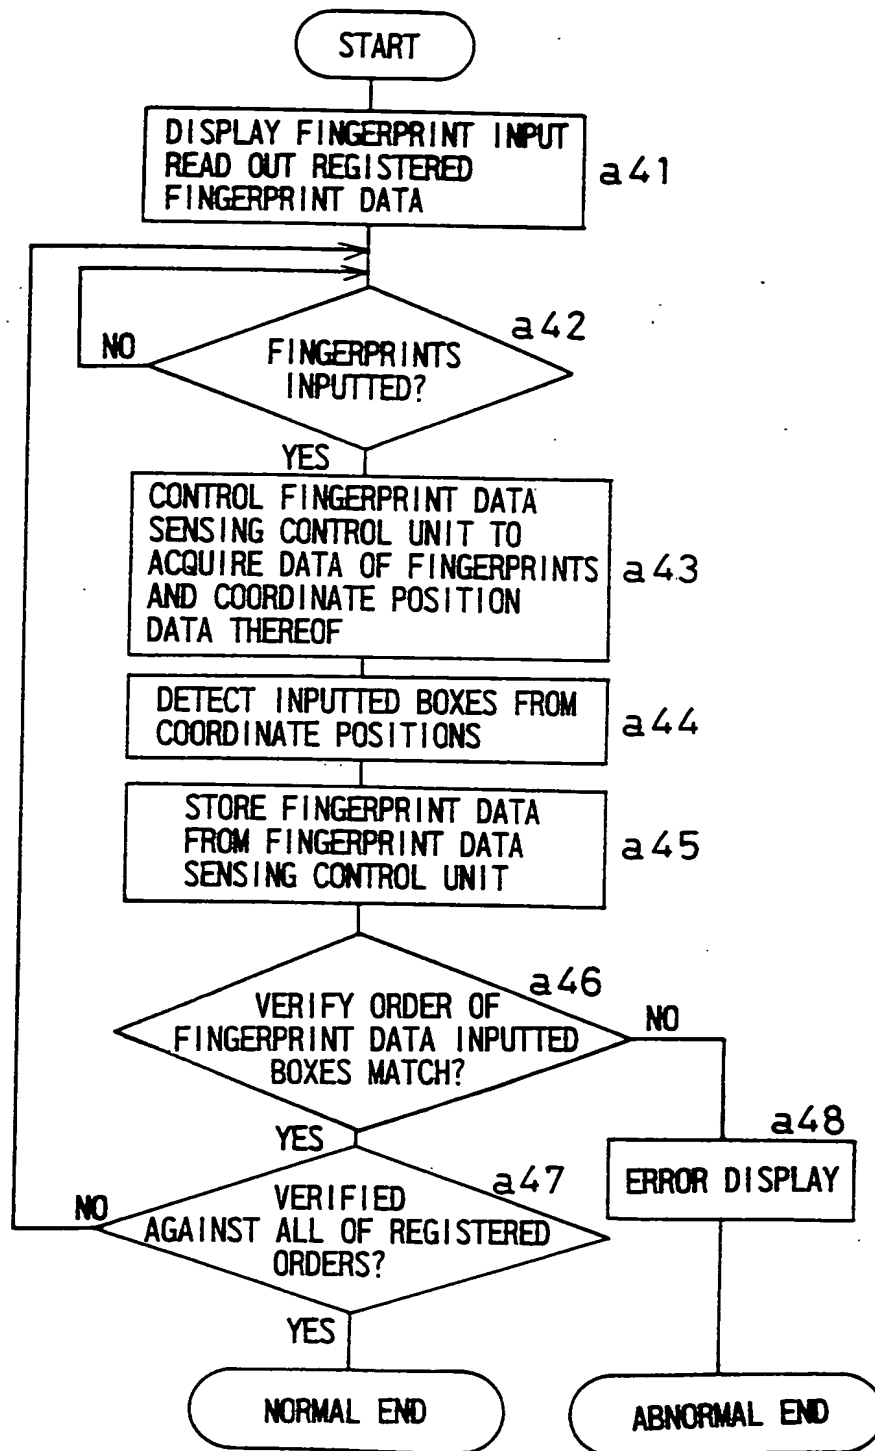 START
DISPLAY FINGERPRINT INPUT
READ OUT REGISTERED
FINGERPRINT DATA
a41
a42
NO
FINGERPRINTS
INPUTTED?
YES
CONTROL FINGERPRINT DATA
SENSING CONTROL UNIT TO
ACQUIRE DATA OF FINGERPRINTS
AND COORDINATE POSITION
DATA THEREOF
a43
DETECT INPUTTED BOXES FROM
COORDINATE POSITIONS
a44
STORE FINGERPRINT DATA
FROM FINGERPRINT DATA
SENSING CONTROL UNIT
a45
a46
VERIFY ORDER OF
FINGERPRINT DATA INPUTTED
BOXES MATCH?
NO
YES
a48
ERROR DISPLAY
a47
NO
VERIFIED
AGAINST ALL OF REGISTERED
ORDERS?
YES
NORMAL END
ABNORMAL END